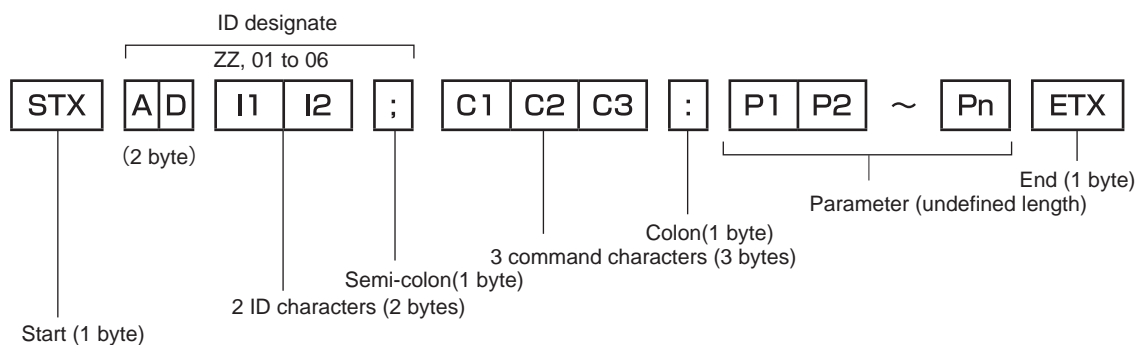 ID designate
ZZ, 01 to 06
STX A D I1 I2 ; C1 C2 C3 : P1 P2 ~ Pn ETX
(2 byte)
End (1 byte)
Parameter (undefined length)
Colon(1 byte)
3 command characters (3 bytes)
Semi-colon(1 byte)
2 ID characters (2 bytes)
Start (1 byte)